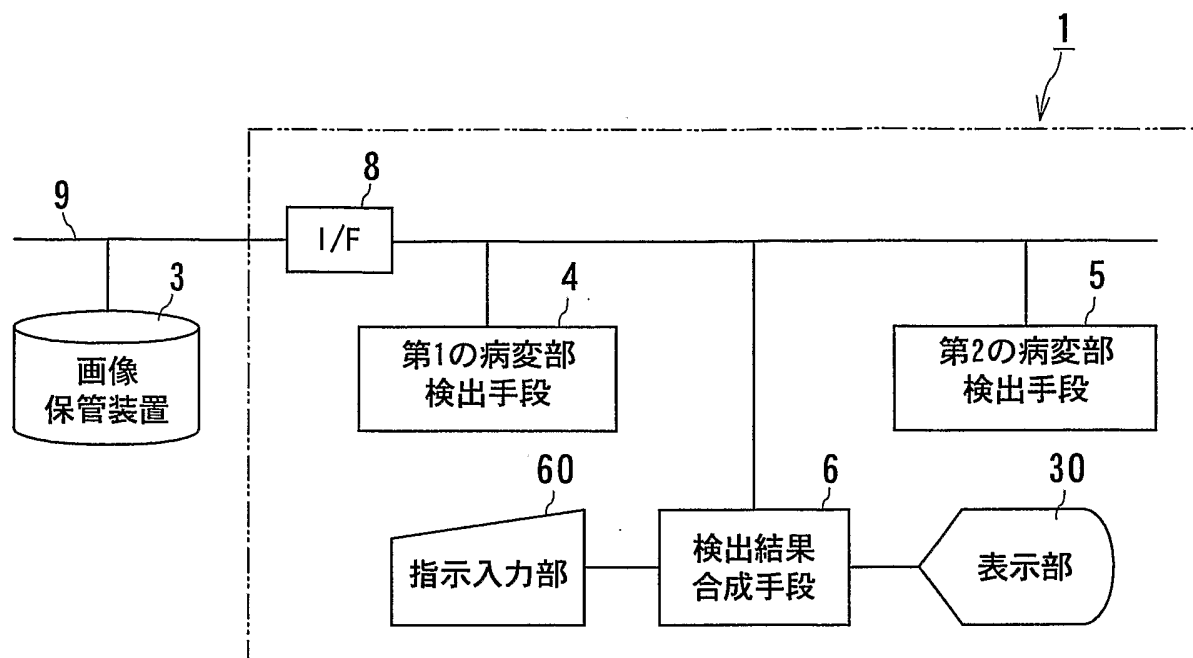 1
9
8
I/F
3
画像
保管装置
4
第1の病変部
検出手段
5
第2の病変部
検出手段
60
指示入力部
6
検出結果
合成手段
30
表示部